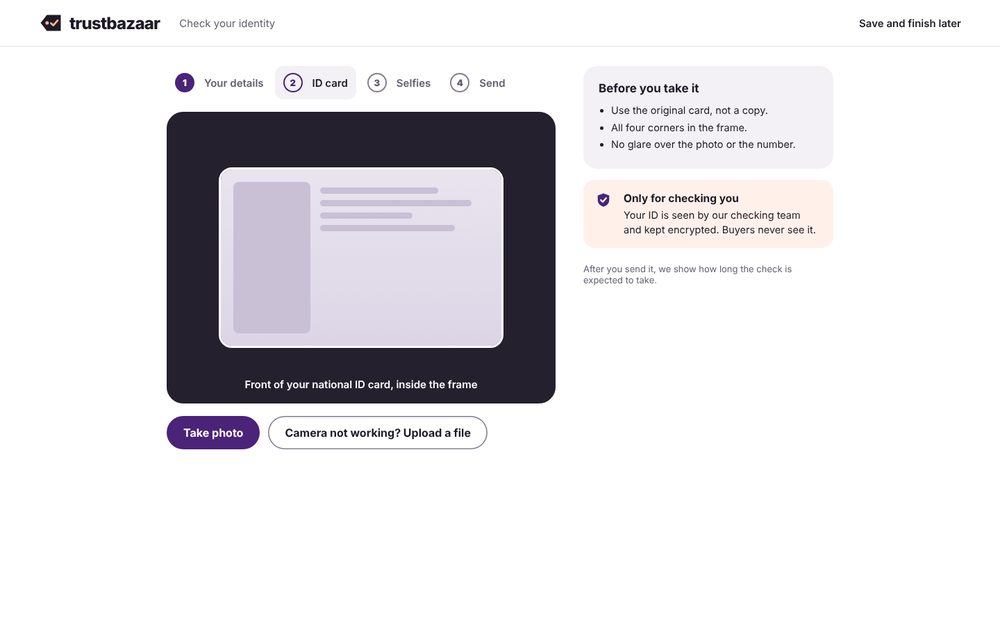 trustbazaar
Check your identity
Save and finish later
1 Your details
2 ID card
3 Selfies
4 Send
Front of your national ID card, inside the frame
Take photo
Camera not working? Upload a file
Before you take it
• Use the original card, not a copy.
• All four corners in the frame.
• No glare over the photo or the number.
Only for checking you
Your ID is seen by our checking team
and kept encrypted. Buyers never see it.
After you send it, we show how long the check is
expected to take.